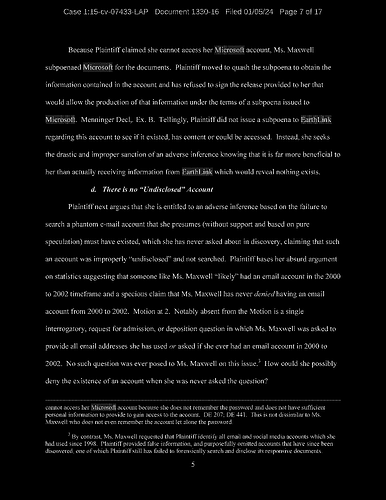 Case 1:15-cv-07433-LAP Document 1330-16 Filed 01/05/24 Page 7 of 17
Because Plaintiff claimed she cannot access her Microsoft account, Ms. Maxwell
subpoenaed Microsoft for the documents. Plaintiff moved to quash the subpoena to obtain the
information contained in the account and has refused to sign the release provided to her that
would allow the production of that information under the terms of a subpoena issued to
Microsoft. Menninger Decl, Ex. B. Tellingly, Plaintiff did not issue a subpoena to EarthLink
regarding this account to see if it existed, has content or could be accessed. Instead, she seeks
the drastic and improper sanction of an adverse inference knowing that it is far more beneficial to
her than actually receiving information from EarthLink which would reveal nothing exists.
d. There is no "Undisclosed" Account
Plaintiff next argues that she is entitled to an adverse inference based on the failure to
search a phantom e-mail account that she presumes (without support and based on pure
speculation) must have existed, which she has never asked about in discovery, claiming that such
an account was improperly "undisclosed" and not searched. Plaintiff bases her absurd argument
on statistics suggesting that someone like Ms. Maxwell "likely" had an email account in the 2000
to 2002 timeframe and a specious claim that Ms. Maxwell has never denied having an email
account from 2000 to 2002. Motion at 2. Notably absent from the Motion is a single
interrogatory, request for admission, or deposition question in which Ms. Maxwell was asked to
provide all email addresses she has used or asked if she ever had an email account in 2000 to
2002. No such question was ever posed to Ms. Maxwell on this issue.3 How could she possibly
deny the existence of an account when she was never asked the question?
cannot access her Microsoft account because she does not remember the password and does not have sufficient
personal information to provide to gain access to the account. DE 207; DE 441. This is not dissimilar to Ms.
Maxwell who does not even remember the account let alone the password.
3 By contrast, Ms. Maxwell requested that Plaintiff identify all email and social media accounts which she
had used since 1998. Plaintiff provided false information, and purposefully omitted accounts that have since been
discovered, one of which Plaintiff still has failed to forensically search and disclose its responsive documents.
5